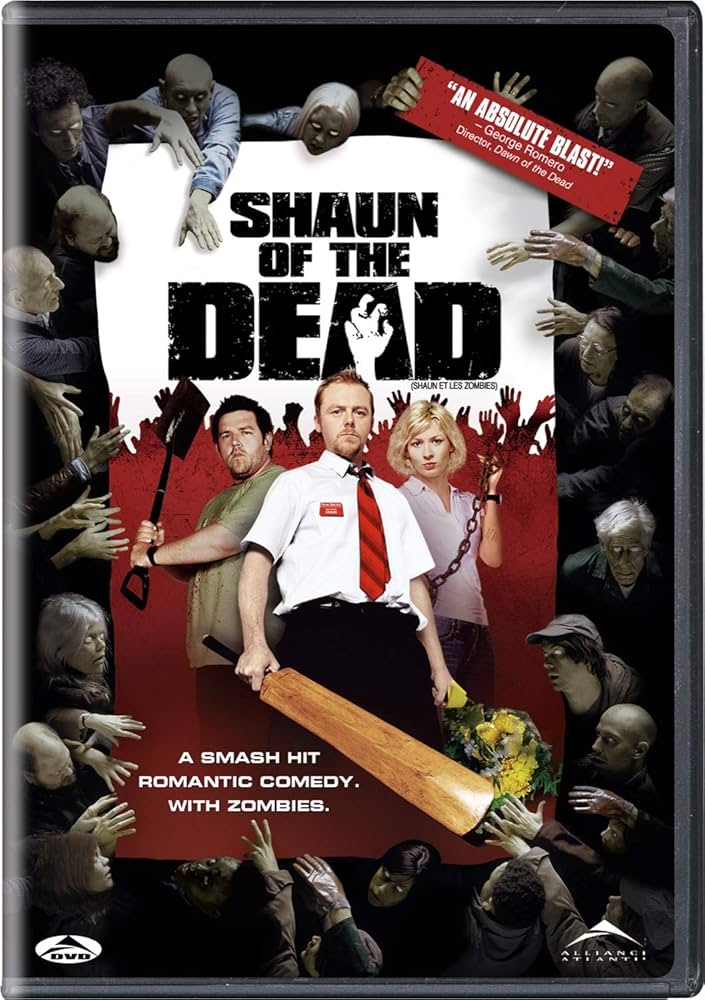 "AN ABSOLUTE BLAST!"
– George Romero
Director, Dawn of the Dead
SHAUN
OF THE
DEAD
(SHAUN ET LES ZOMBIES)
A SMASH HIT
ROMANTIC COMEDY.
WITH ZOMBIES.
DVD
ALLIANCE
ATLANTIS